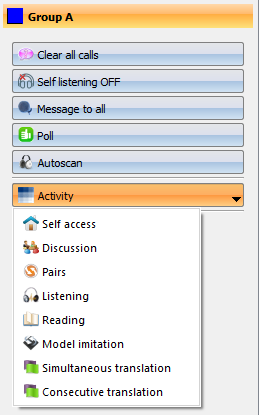 Group A
Clear all calls
Self listening OFF
Message to all
Poll
Autoscan
Activity
Self access
Discussion
Pairs
Listening
Reading
Model imitation
Simultaneous translation
Consecutive translation